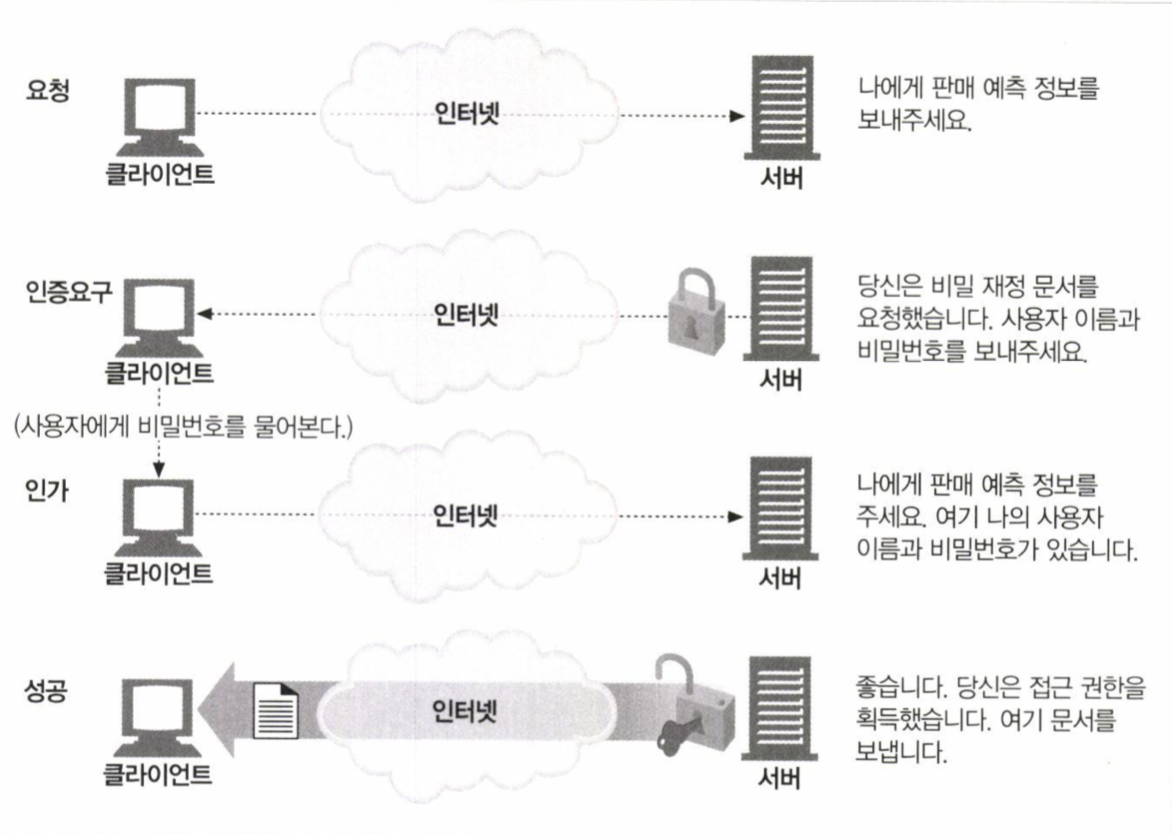 요청
인터넷
나에게 판매 예측 정보를
보내주세요.
클라이언트
서버
인증요구
인터넷
당신은 비밀 재정 문서를
요청했습니다. 사용자 이름과
비밀번호를 보내주세요.
클라이언트
서버
(사용자에게 비밀번호를 물어본다.)
인가
인터넷
나에게 판매 예측 정보를
주세요. 여기 나의 사용자
이름과 비밀번호가 있습니다.
클라이언트
서버
성공
인터넷
좋습니다. 당신은 접근 권한을
획득했습니다. 여기 문서를
보냅니다.
클라이언트
서버